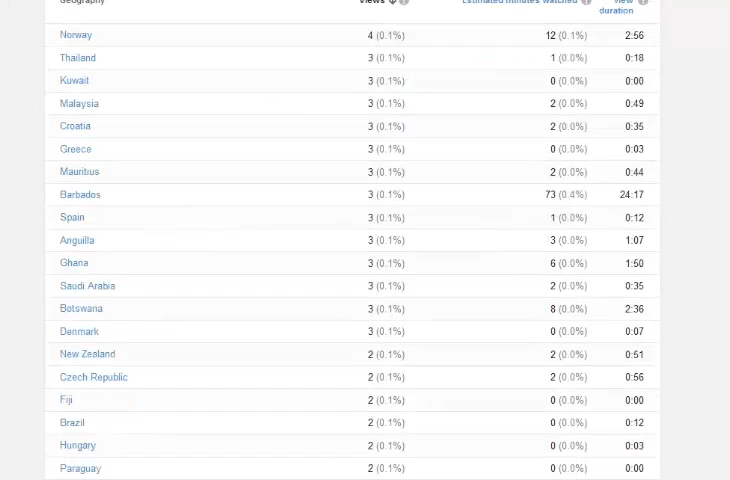 Geography Views Estimated minutes watched view duration
Norway 4 (0.1%) 12 (0.1%) 2:56
Thailand 3 (0.1%) 1 (0.0%) 0:18
Kuwait 3 (0.1%) 0 (0.0%) 0:00
Malaysia 3 (0.1%) 2 (0.0%) 0:49
Croatia 3 (0.1%) 2 (0.0%) 0:35
Greece 3 (0.1%) 0 (0.0%) 0:03
Mauritius 3 (0.1%) 2 (0.0%) 0:44
Barbados 3 (0.1%) 73 (0.4%) 24:17
Spain 3 (0.1%) 1 (0.0%) 0:12
Anguilla 3 (0.1%) 3 (0.0%) 1:07
Ghana 3 (0.1%) 6 (0.0%) 1:50
Saudi Arabia 3 (0.1%) 2 (0.0%) 0:35
Botswana 3 (0.1%) 8 (0.0%) 2:36
Denmark 3 (0.1%) 0 (0.0%) 0:07
New Zealand 2 (0.1%) 2 (0.0%) 0:51
Czech Republic 2 (0.1%) 2 (0.0%) 0:56
Fiji 2 (0.1%) 0 (0.0%) 0:00
Brazil 2 (0.1%) 0 (0.0%) 0:12
Hungary 2 (0.1%) 0 (0.0%) 0:03
Paraguay 2 (0.1%) 0 (0.0%) 0:00